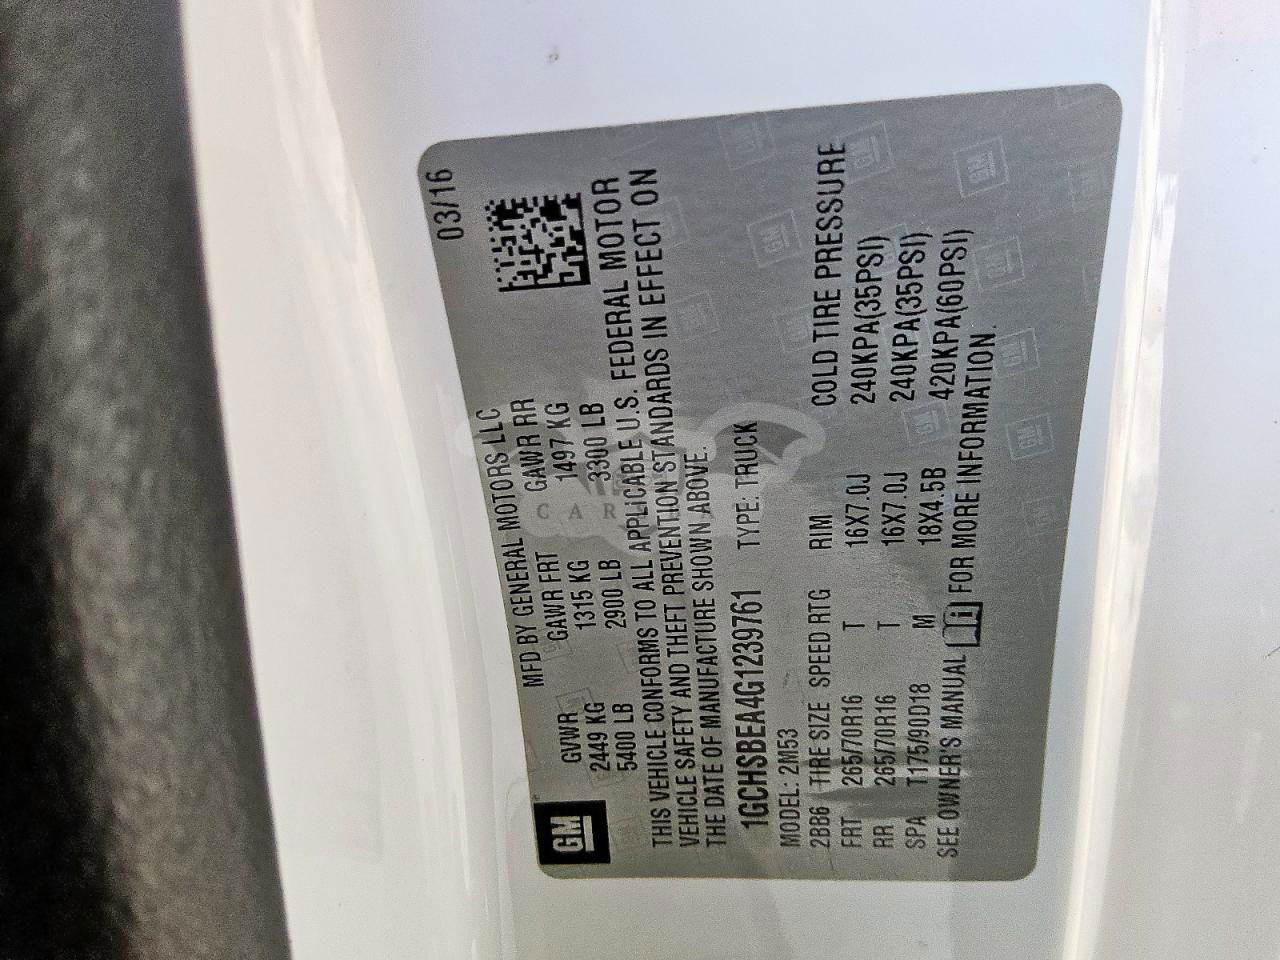 03/16
MFD BY GENERAL MOTORS LLC
GVWR GAWR FRT GAWR RR
2449 KG 1315 KG 1497 KG
5400 LB 2900 LB 3300 LB
THIS VEHICLE CONFORMS TO ALL APPLICABLE U.S. FEDERAL MOTOR
VEHICLE SAFETY AND THEFT PREVENTION STANDARDS IN EFFECT ON
THE DATE OF MANUFACTURE SHOWN ABOVE.
1GCHSBEA4G1239761 TYPE: TRUCK
MODEL: 2M53
2BB6 TIRE SIZE SPEED RTG RIM COLD TIRE PRESSURE
FRT 265/70R16 T 16X7.0J 240KPA(35PSI)
RR 265/70R16 T 16X7.0J 240KPA(35PSI)
SPA T175/90D18 M 18X4.5B 420KPA(60PSI)
SEE OWNER'S MANUAL i FOR MORE INFORMATION.
GM